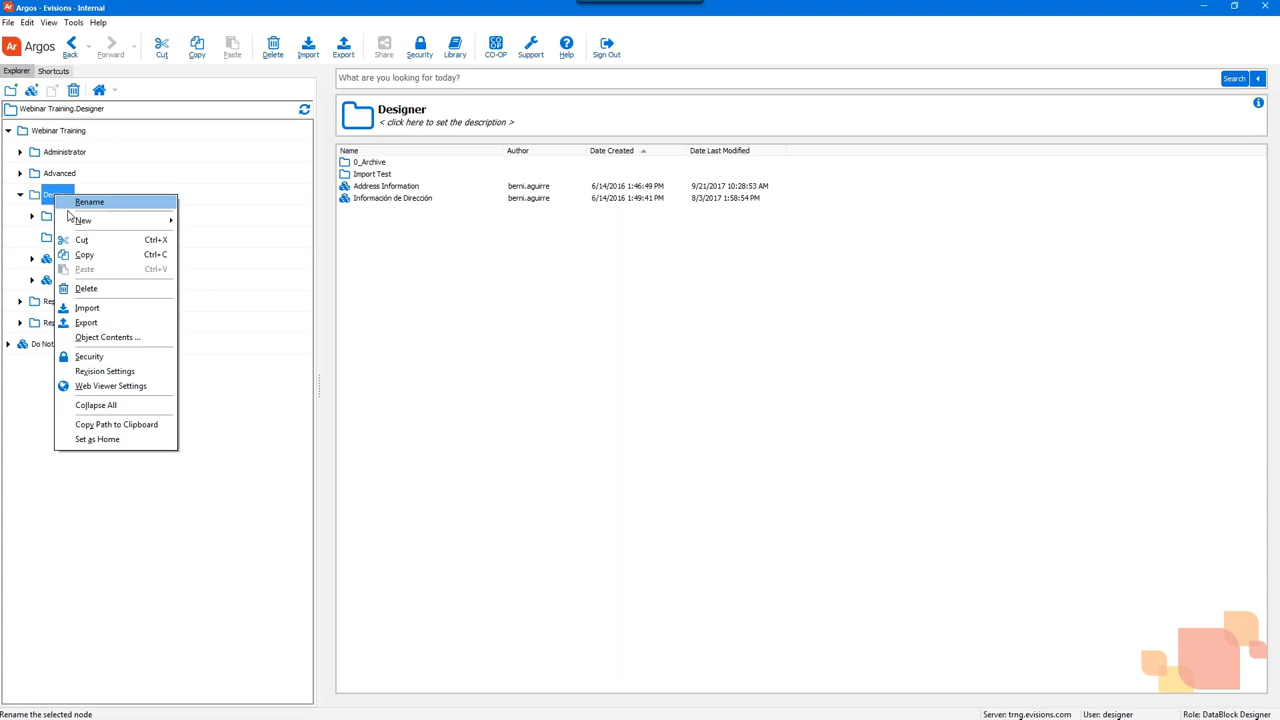 Argos - Evisions - Internal
File Edit View Tools Help
Ar Argos Back Forward Cut Copy Paste Delete Import Export Share Security Library CO-OP Support Help Sign Out
Explorer Shortcuts
What are you looking for today? Search
Webinar Training.Designer
Designer
< click here to set the description >
Webinar Training
Administrator
Advanced
Rename
New
Cut Ctrl+X
Copy Ctrl+C
Paste Ctrl+V
Delete
Import
Export
Object Contents ...
Security
Revision Settings
Web Viewer Settings
Collapse All
Copy Path to Clipboard
Set as Home
Rep
Rep
Do Not
Name Author Date Created Date Last Modified
0_Archive
Import Test
Address Information berni.aguirre 6/14/2016 1:46:49 PM 9/21/2017 10:28:53 AM
Información de Dirección berni.aguirre 6/14/2016 1:49:41 PM 8/3/2017 1:58:54 PM
Rename the selected node
Server: trng.evisions.com User: designer Role: DataBlock Designer